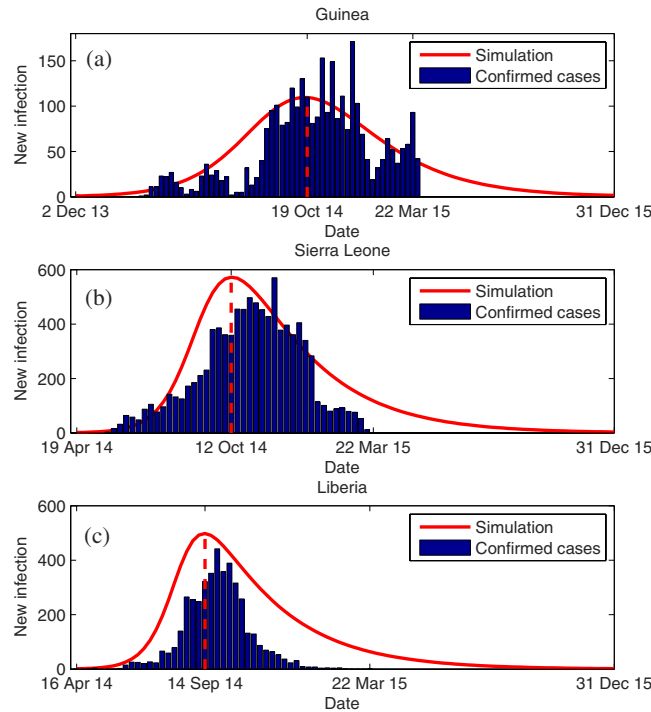 Guinea
(a)
Simulation
Confirmed cases
New infection
150
100
50
0
2 Dec 13
19 Oct 14
22 Mar 15
31 Dec 15
Date
Sierra Leone
(b)
Simulation
Confirmed cases
New infection
600
400
200
0
19 Apr 14
12 Oct 14
22 Mar 15
31 Dec 15
Date
Liberia
(c)
Simulation
Confirmed cases
New infection
600
400
200
0
16 Apr 14
14 Sep 14
22 Mar 15
31 Dec 15
Date